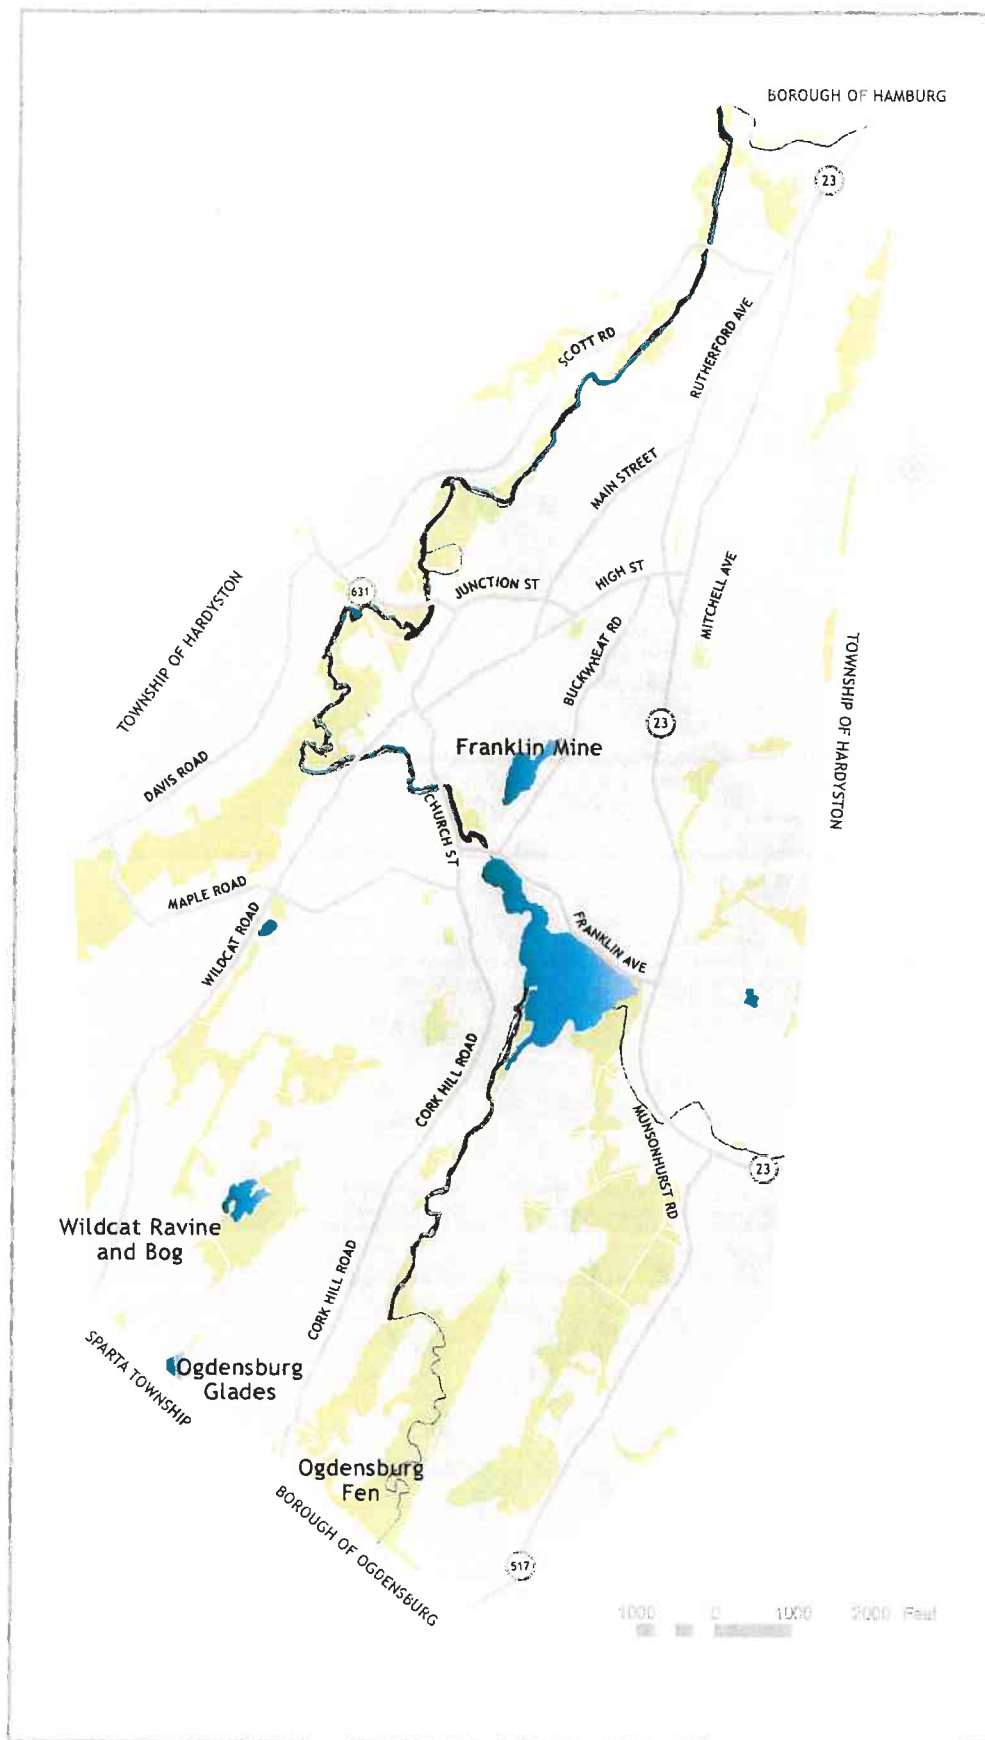 BOROUGH OF HAMBURG
23
SCOTT RD
RUTHERFORD AVE
MAIN STREET
JUNCTION ST
HIGH ST
MITCHELL AVE
631
TOWNSHIP OF HARDYSTON
BUCKWHEAT RD
TOWNSHIP OF HARDYSTON
23
Franklin Mine
DAVIS ROAD
CHURCH ST
MAPLE ROAD
WILDCAT ROAD
FRANKLIN AVE
CORK HILL ROAD
MUNSONHURST RD
23
Wildcat Ravine
and Bog
CORK HILL ROAD
SPARTA TOWNSHIP
Ogdensburg
Glades
Ogdensburg
Fen
BOROUGH OF OGDENSBURG
517
1000 0 1000 2000 Feet